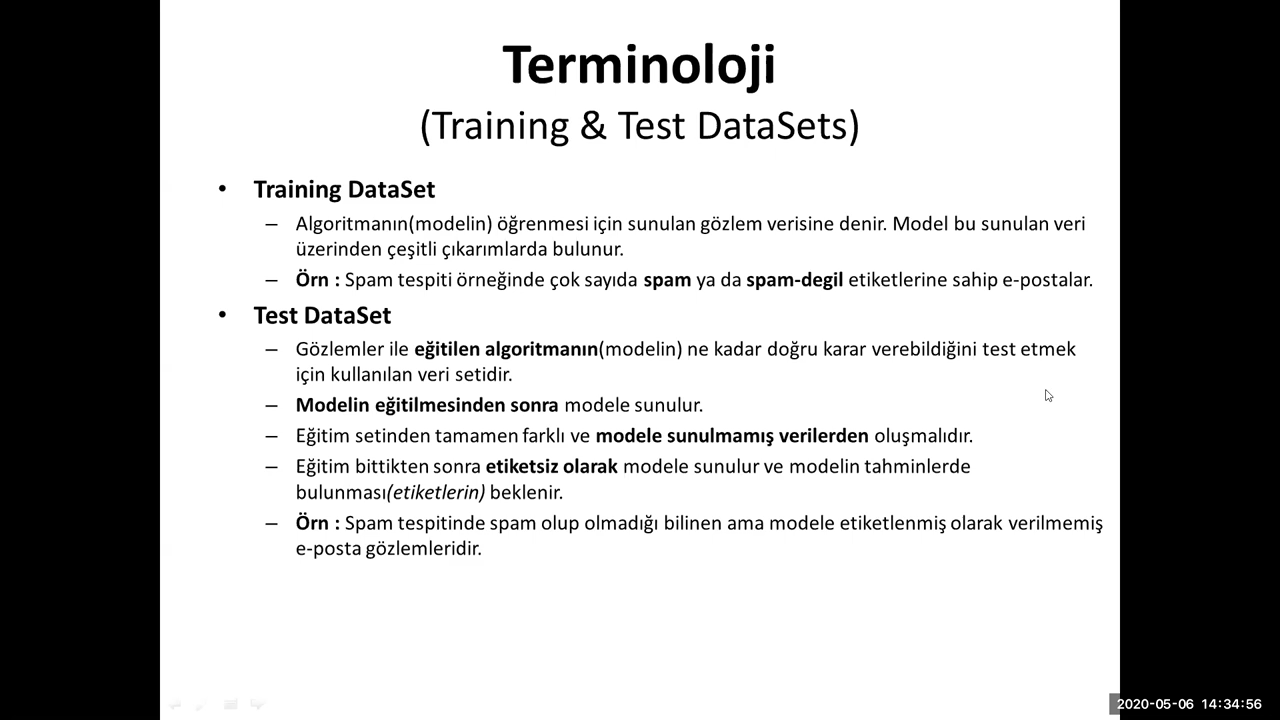 Terminoloji
(Training & Test DataSets)
• Training DataSet
– Algoritmanın(modelin) öğrenmesi için sunulan gözlem verisine denir. Model bu sunulan veri
üzerinden çeşitli çıkarımlarda bulunur.
– Örn : Spam tespiti örneğinde çok sayıda spam ya da spam-degil etiketlerine sahip e-postalar.
• Test DataSet
– Gözlemler ile eğitilen algoritmanın(modelin) ne kadar doğru karar verebildiğini test etmek
için kullanılan veri setidir.
– Modelin eğitilmesinden sonra modele sunulur.
– Eğitim setinden tamamen farklı ve modele sunulmamış verilerden oluşmalıdır.
– Eğitim bittikten sonra etiketsiz olarak modele sunulur ve modelin tahminlerde
bulunması(etiketlerin) beklenir.
– Örn : Spam tespitinde spam olup olmadığı bilinen ama modele etiketlenmiş olarak verilmemiş
e-posta gözlemleridir.
2020-05-06 14:34:56